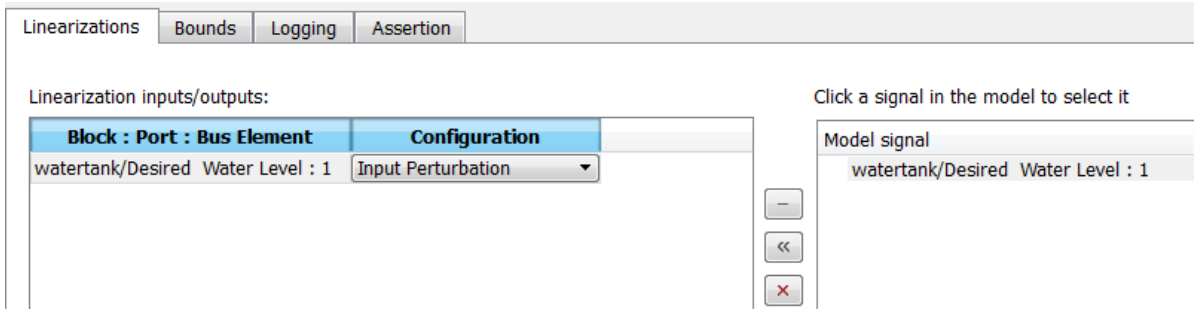 Linearizations Bounds Logging Assertion
Linearization inputs/outputs:
Click a signal in the model to select it
Block : Port : Bus Element Configuration
Model signal
watertank/Desired Water Level : 1 Input Perturbation
watertank/Desired Water Level : 1